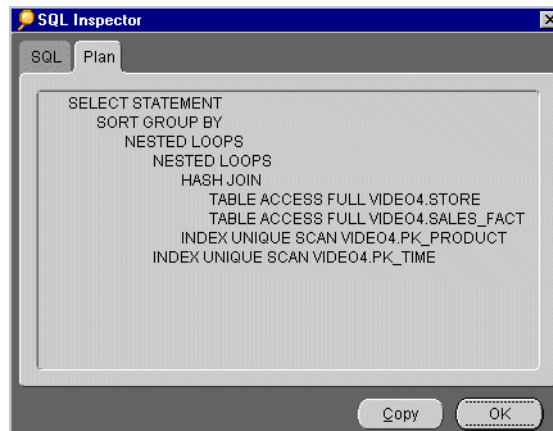 SQL Inspector
SQL Plan
SELECT STATEMENT
SORT GROUP BY
NESTED LOOPS
NESTED LOOPS
HASH JOIN
TABLE ACCESS FULL VIDEO4.STORE
TABLE ACCESS FULL VIDEO4.SALES_FACT
INDEX UNIQUE SCAN VIDEO4.PK_PRODUCT
INDEX UNIQUE SCAN VIDEO4.PK_TIME
Copy OK